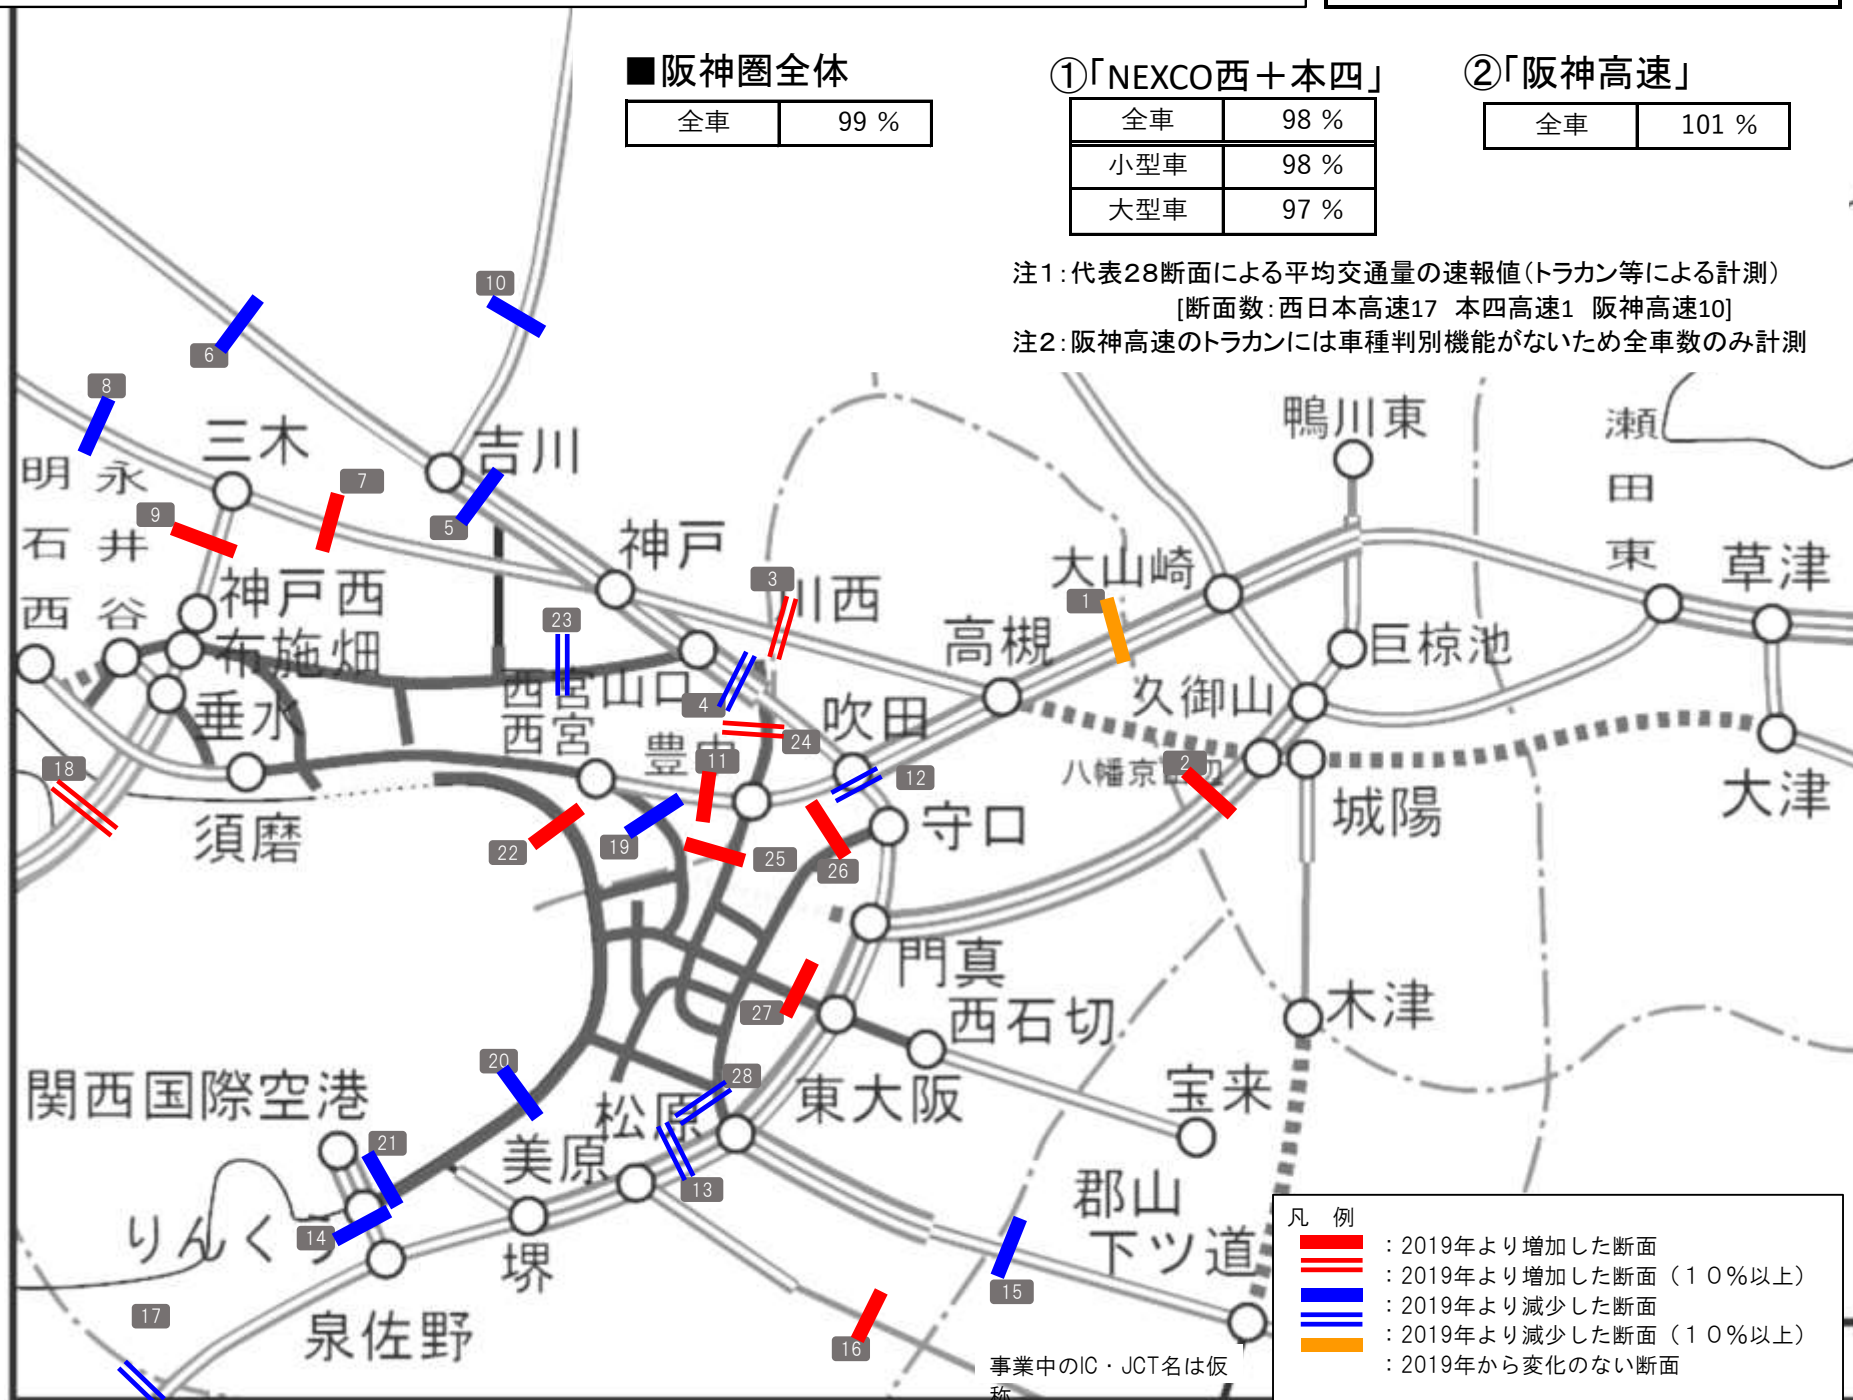 ■阪神圏全体
全車 99 %
①「NEXCO西＋本四」
全車 98 %
小型車 98 %
大型車 97 %
②「阪神高速」
全車 101 %
注1：代表28断面による平均交通量の速報値（トラカン等による計測）
［断面数：西日本高速17 本四高速1 阪神高速10］
注2：阪神高速のトラカンには車種判別機能がないため全車数のみ計測
10
6
8
三木
吉川
鴨川東
瀬田東
明石西
永井谷
7
9
5
神戸
大山崎
草津
神戸西
3
川西
1
23
布施畑
高槻
巨椋池
西宮山口
4
久御山
垂水
西宮
吹田
24
豊中
11
18
12
2
八幡京田辺
大津
須磨
守口
城陽
22
19
25
26
門真
27
西石切
木津
20
28
関西国際空港
松原
東大阪
宝来
21
美原
13
郡山
14
りんくう
堺
下ツ道
15
17
泉佐野
16
事業中のIC・JCT名は仮
称
凡 例
：2019年より増加した断面
：2019年より増加した断面（１０％以上）
：2019年より減少した断面
：2019年より減少した断面（１０％以上）
：2019年から変化のない断面